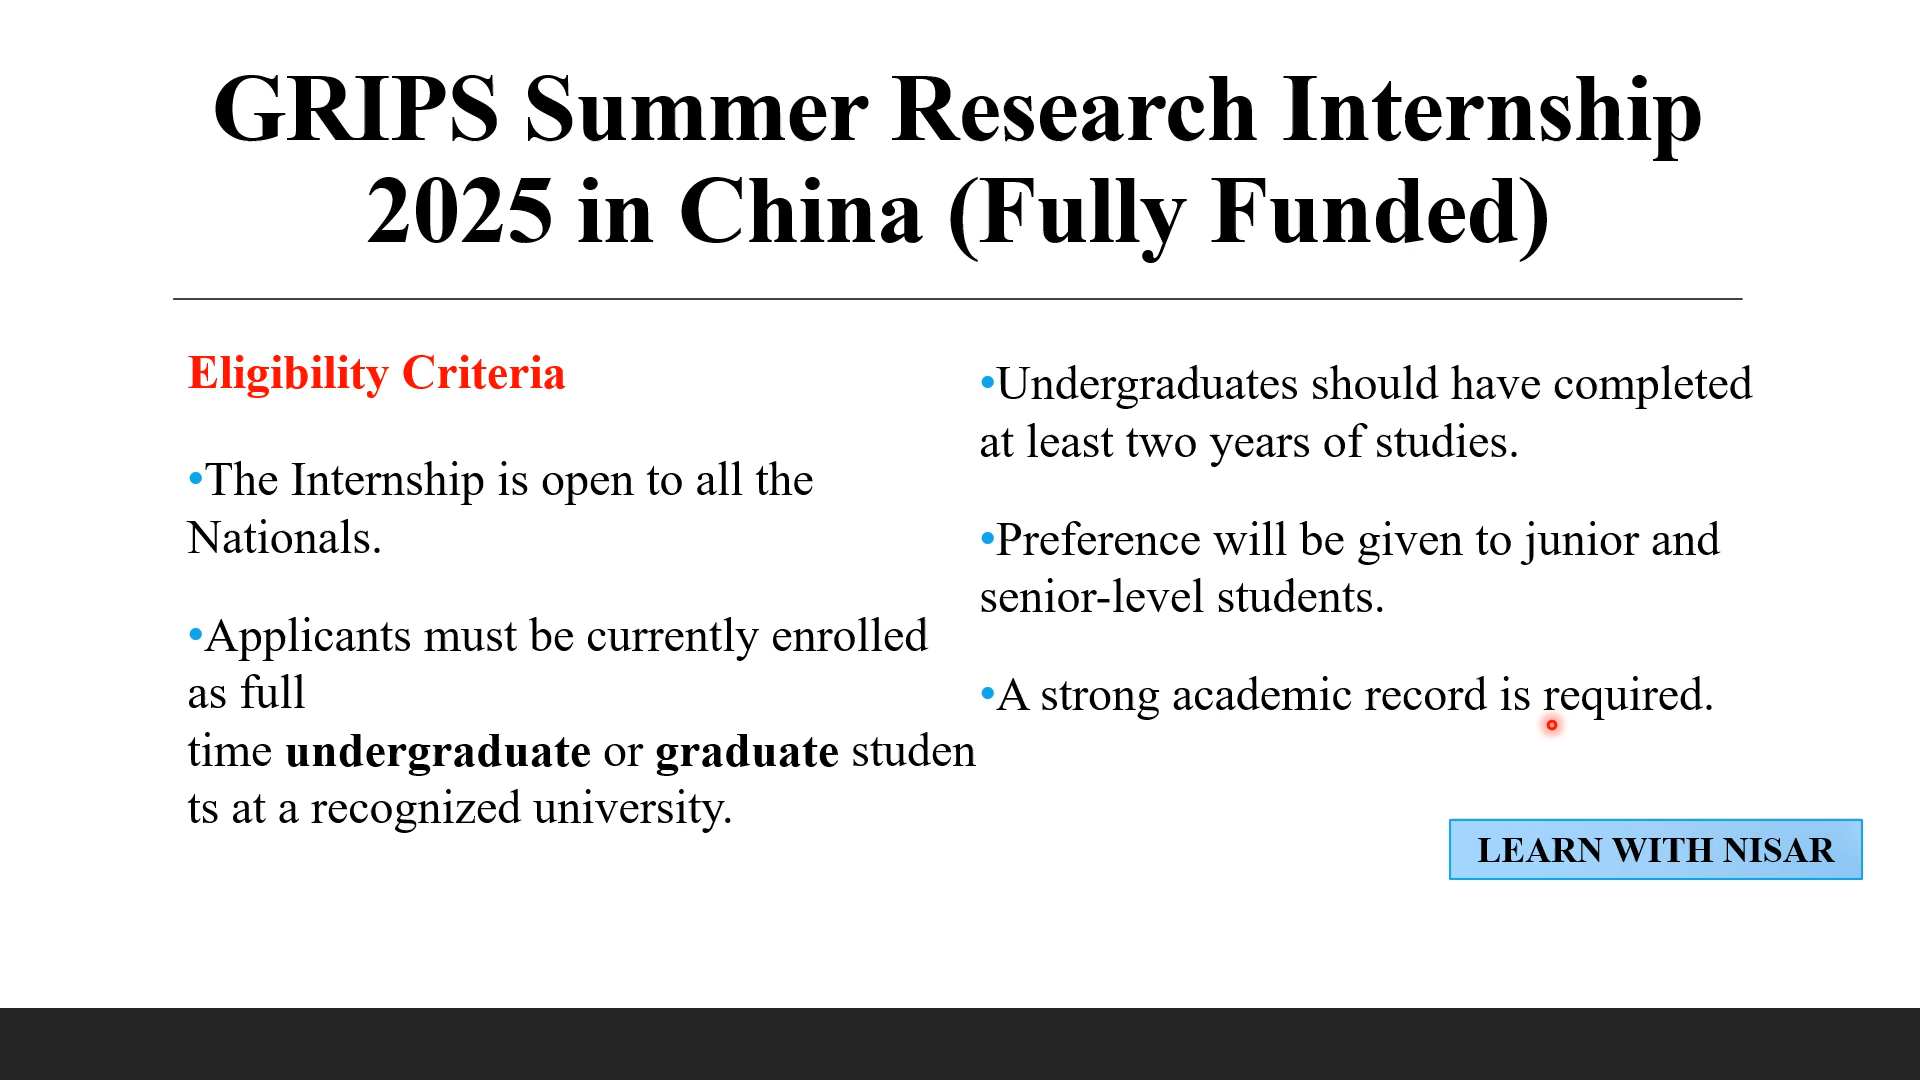 GRIPS Summer Research Internship
2025 in China (Fully Funded)
Eligibility Criteria
•The Internship is open to all the
Nationals.
•Applicants must be currently enrolled
as full
time undergraduate or graduate studen
ts at a recognized university.
•Undergraduates should have completed
at least two years of studies.
•Preference will be given to junior and
senior-level students.
•A strong academic record is required.
LEARN WITH NISAR